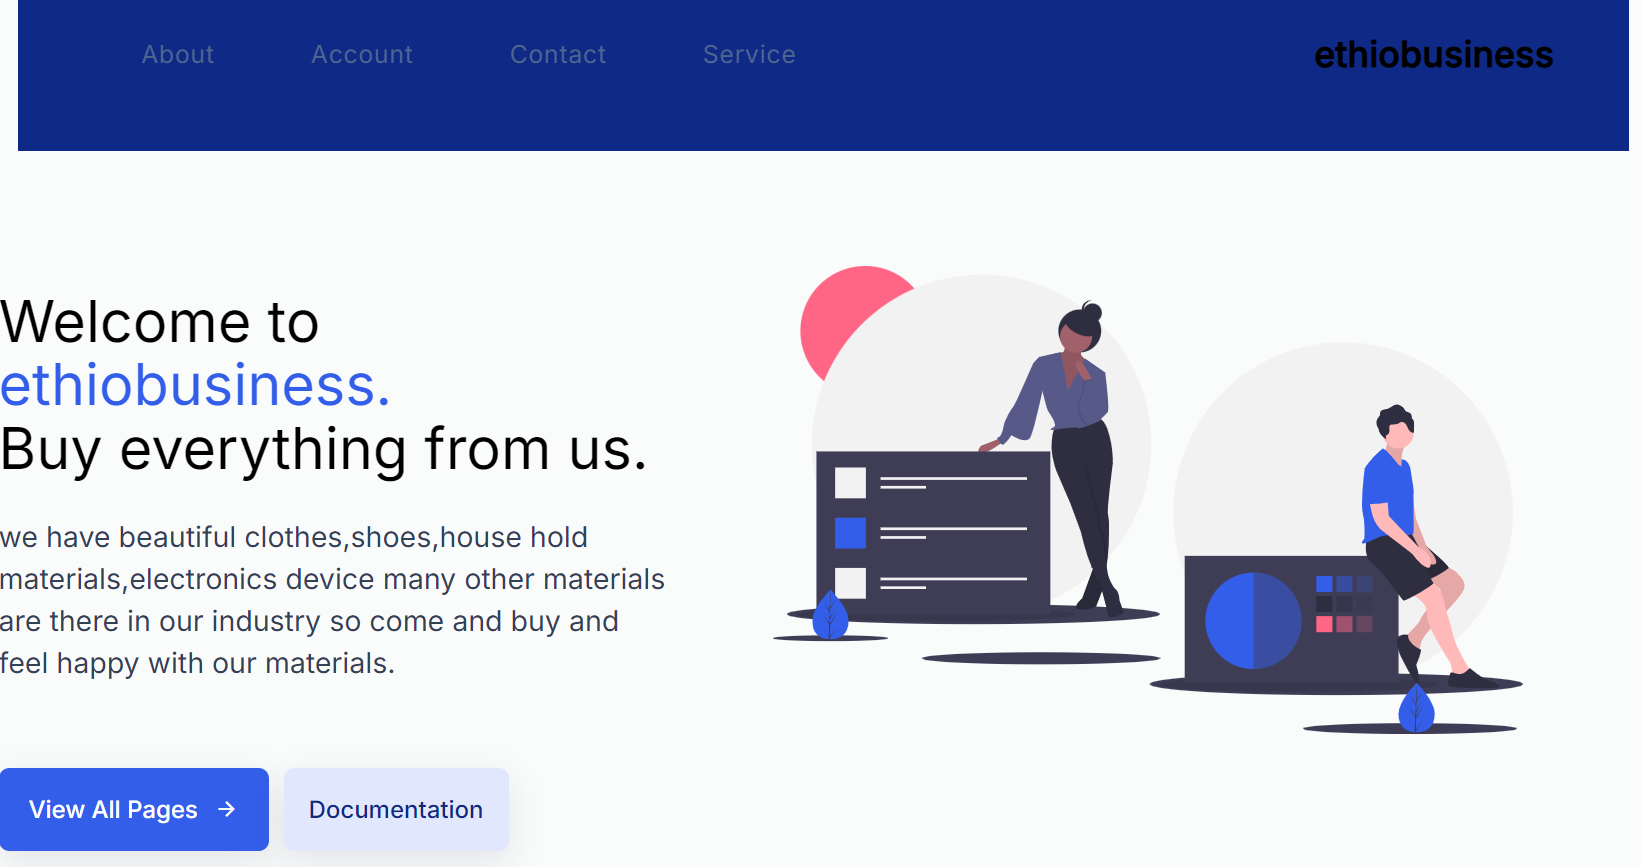 About Account Contact Service ethiobusiness
Welcome to
ethiobusiness.
Buy everything from us.
we have beautiful clothes,shoes,house hold
materials,electronics device many other materials
are there in our industry so come and buy and
feel happy with our materials.
View All Pages → Documentation